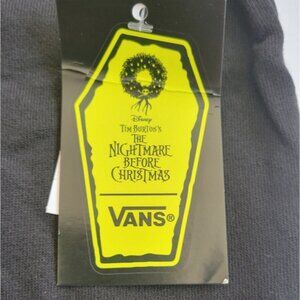 Disney
TIM BURTON'S
THE
NIGHTMARE
BEFORE
CHRISTMAS
VANS®